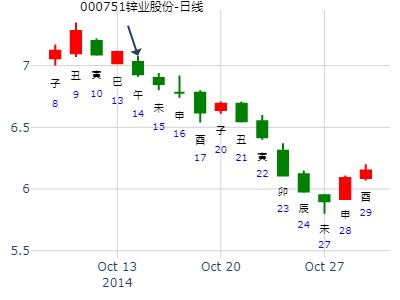 000751锌业股份-日线
7
6.5
6
5.5
子
8
丑
9
寅
10
巳
13
午
14
未
15
申
16
酉
17
子
20
丑
21
寅
22
卯
23
辰
24
未
27
申
28
酉
29
Oct 13
2014
Oct 20
Oct 27